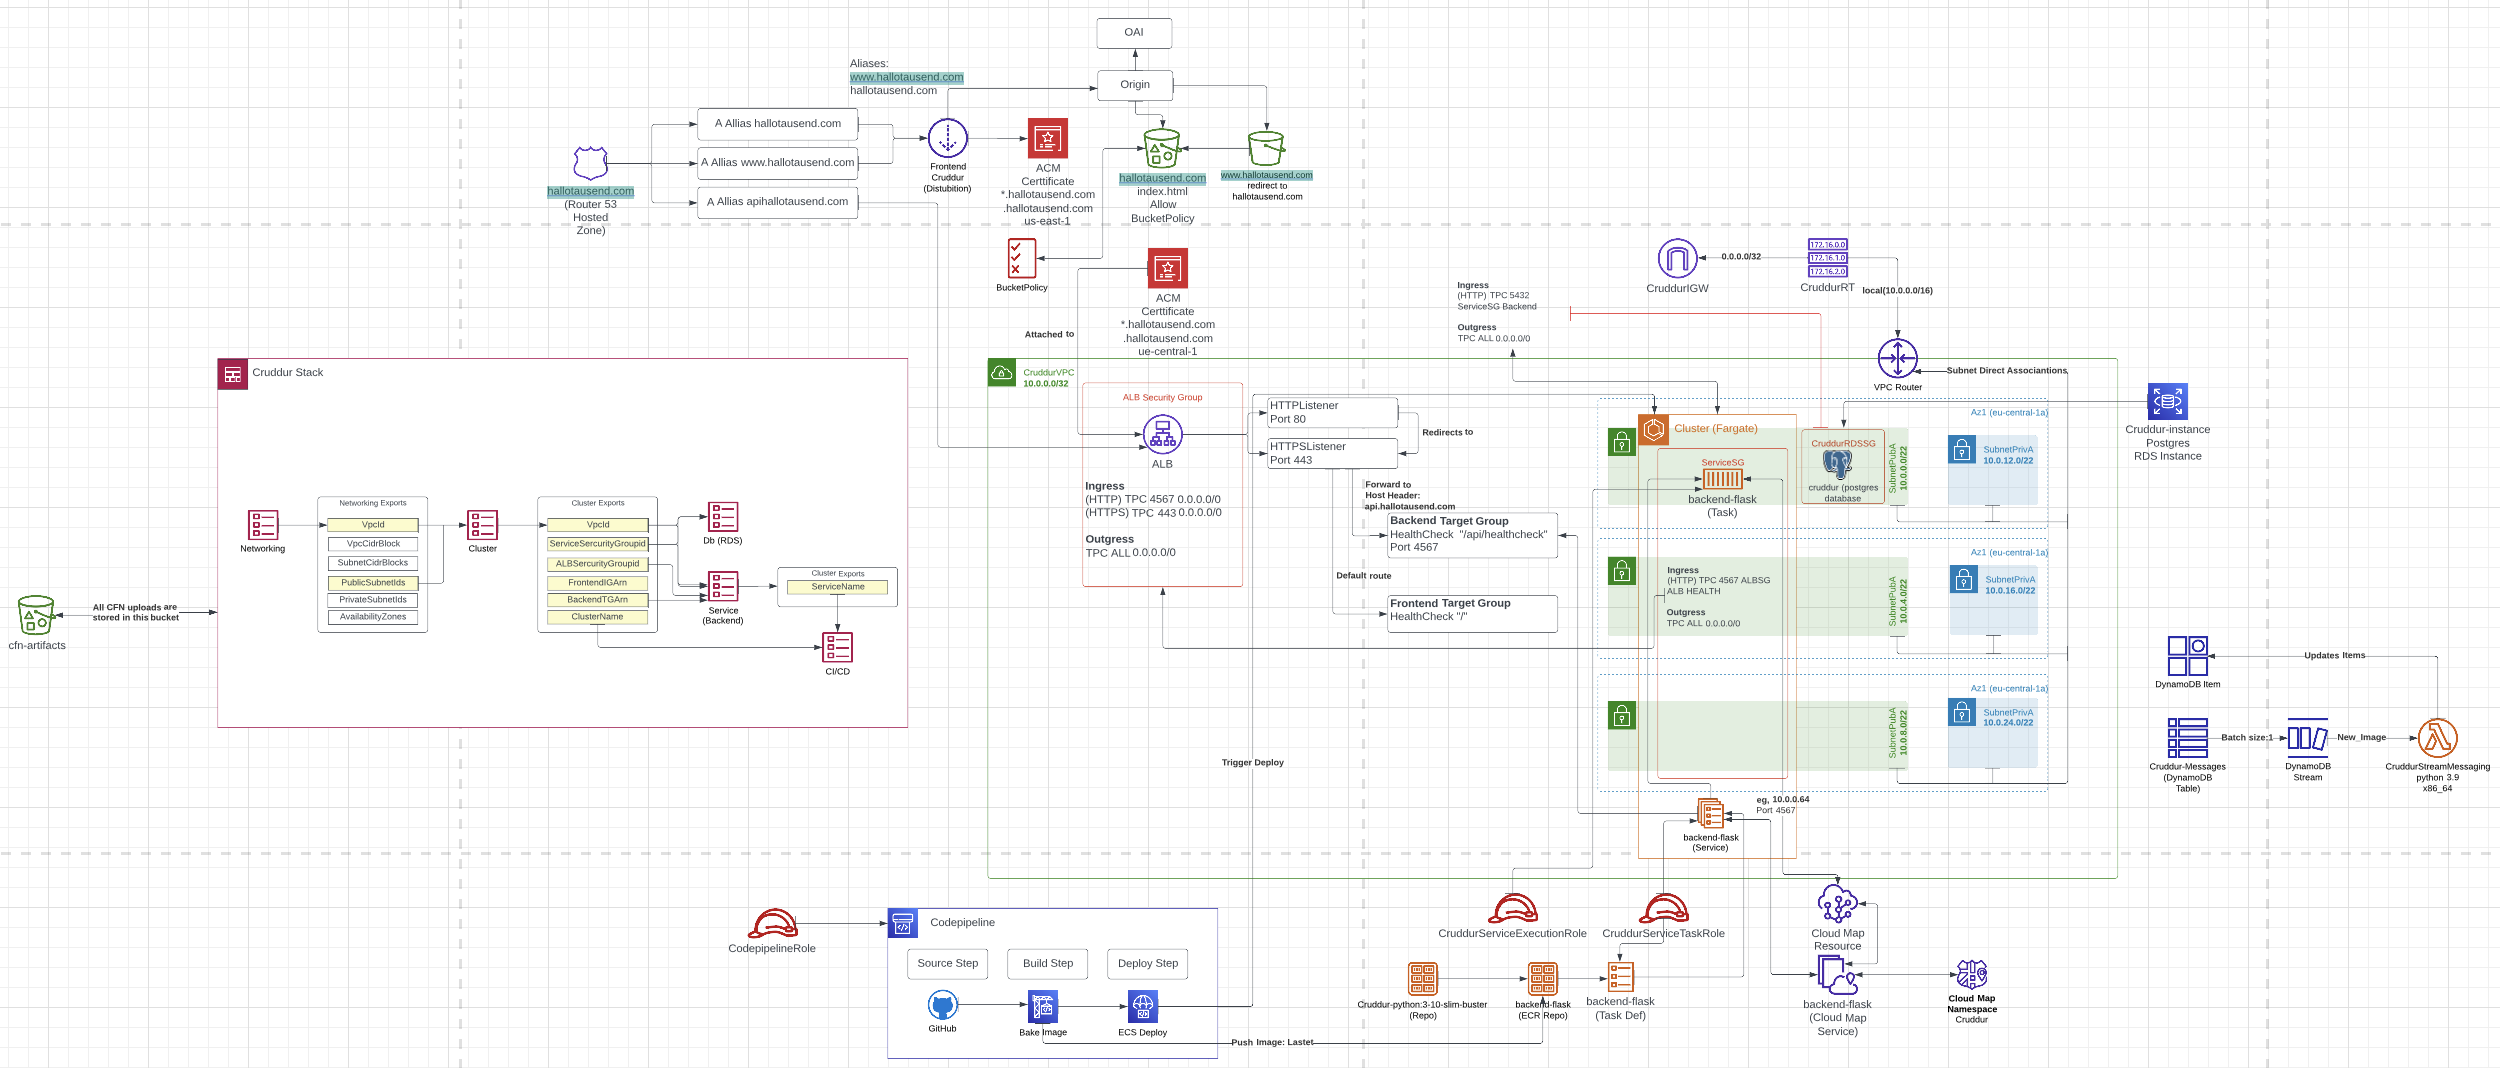 OAI
Origin
Aliases:
www.hallotausend.com
hallotausend.com
A Allias hallotausend.com
A Allias www.hallotausend.com
A Allias apihallotausend.com
hallotausend.com
(Router 53
Hosted
Zone)
Frontend
Cruddur
(Distubition)
ACM
Certtificate
*.hallotausend.com
.hallotausend.com
us-east-1
hallotausend.com
index.html
Allow
BucketPolicy
www.hallotausend.com
redirect to
hallotausend.com
BucketPolicy
ACM
Certtificate
*.hallotausend.com
.hallotausend.com
ue-central-1
Attached to
Ingress
(HTTP) TPC 5432
ServiceSG Backend
Outgress
TPC ALL 0.0.0.0/0
CruddurIGW
0.0.0.0/32
172.16.0.0
172.16.1.0
172.16.2.0
CruddurRT
local(10.0.0.0/16)
VPC Router
Subnet Direct Associantions
Cruddur-instance
Postgres
RDS Instance
Cruddur Stack
Networking
Networking Exports
VpcId
VpcCidrBlock
SubnetCidrBlocks
PublicSubnetIds
PrivateSubnetIds
AvailabilityZones
Cluster
Cluster Exports
VpcId
ServiceSercurityGroupid
ALBSercurityGroupid
FrontendIGArn
BackendTGArn
ClusterName
Db (RDS)
Service
(Backend)
Cluster Exports
ServiceName
CI/CD
cfn-artifacts
All CFN uploads are
stored in this bucket
CruddurVPC
10.0.0.0/32
ALB Security Group
ALB
Ingress
(HTTP) TPC 4567 0.0.0.0/0
(HTTPS) TPC 443 0.0.0.0/0
Outgress
TPC ALL 0.0.0.0/0
HTTPListener
Port 80
HTTPSListener
Port 443
Redirects to
Forward to
Host Header:
api.hallotausend.com
Backend Target Group
HealthCheck "/api/healthcheck"
Port 4567
Default route
Frontend Target Group
HealthCheck "/"
Cluster (Fargate)
ServiceSG
backend-flask
(Task)
CruddurRDSSG
cruddur (postgres
database
SubnetPubA
10.0.0.0/22
Az1 (eu-central-1a)
SubnetPrivA
10.0.12.0/22
Ingress
(HTTP) TPC 4567 ALBSG
ALB HEALTH
Outgress
TPC ALL 0.0.0.0/0
SubnetPubA
10.0.4.0/22
Az1 (eu-central-1a)
SubnetPrivA
10.0.16.0/22
SubnetPubA
10.0.8.0/22
Az1 (eu-central-1a)
SubnetPrivA
10.0.24.0/22
backend-flask
(Service)
eg, 10.0.0.64
Port 4567
Trigger Deploy
DynamoDB Item
Updates Items
Cruddur-Messages
(DynamoDB
Table)
Batch size:1
DynamoDB
Stream
New_Image
CruddurStreamMessaging
python 3.9
x86_64
CodepipelineRole
Codepipeline
Source Step
Build Step
Deploy Step
GitHub
Bake Image
ECS Deploy
Push Image: Lastet
CruddurServiceExecutionRole
CruddurServiceTaskRole
Cruddur-python:3-10-slim-buster
(Repo)
backend-flask
(ECR Repo)
backend-flask
(Task Def)
Cloud Map
Resource
backend-flask
(Cloud Map
Service)
Cloud Map
Namespace
Cruddur